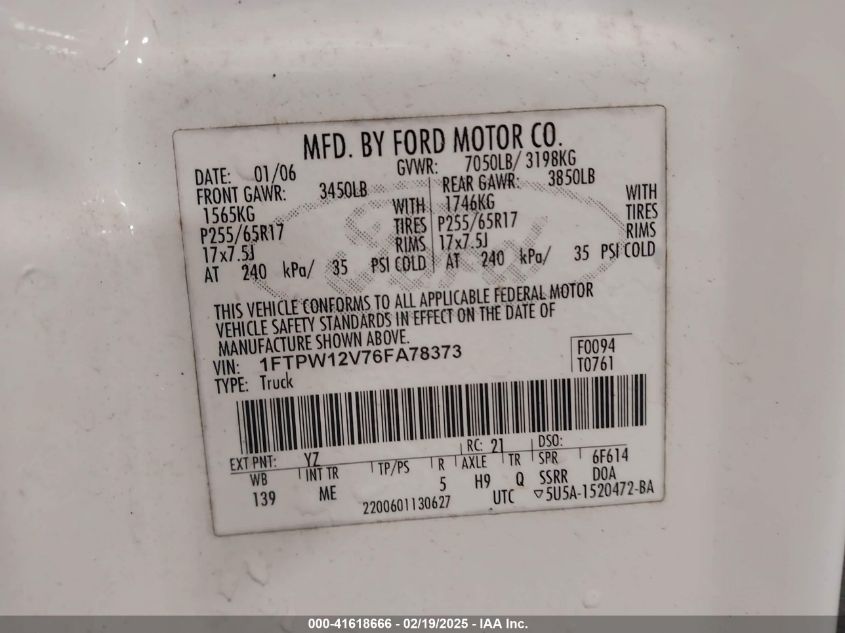 MFD. BY FORD MOTOR CO.
DATE: 01/06 GVWR: 7050LB/ 3198KG
FRONT GAWR: 3450LB REAR GAWR: 3850LB
1565KG WITH 1746KG WITH
P255/65R17 TIRES P255/65R17 TIRES
17x7.5J RIMS 17x7.5J RIMS
AT 240 kPa/ 35 PSI COLD AT 240 kPa/ 35 PSI COLD
THIS VEHICLE CONFORMS TO ALL APPLICABLE FEDERAL MOTOR
VEHICLE SAFETY STANDARDS IN EFFECT ON THE DATE OF
MANUFACTURE SHOWN ABOVE.
VIN: 1FTPW12V76FA78373 F0094
TYPE: Truck T0761
EXT PNT: YZ RC: 21 DSO:
WB INT TR TP/PS R AXLE TR SPR 6F614
139 ME 5 H9 Q SSRR D0A
2200601130627 UTC ▽5U5A-1520472-BA
000-41618666 - 02/19/2025 - IAA Inc.